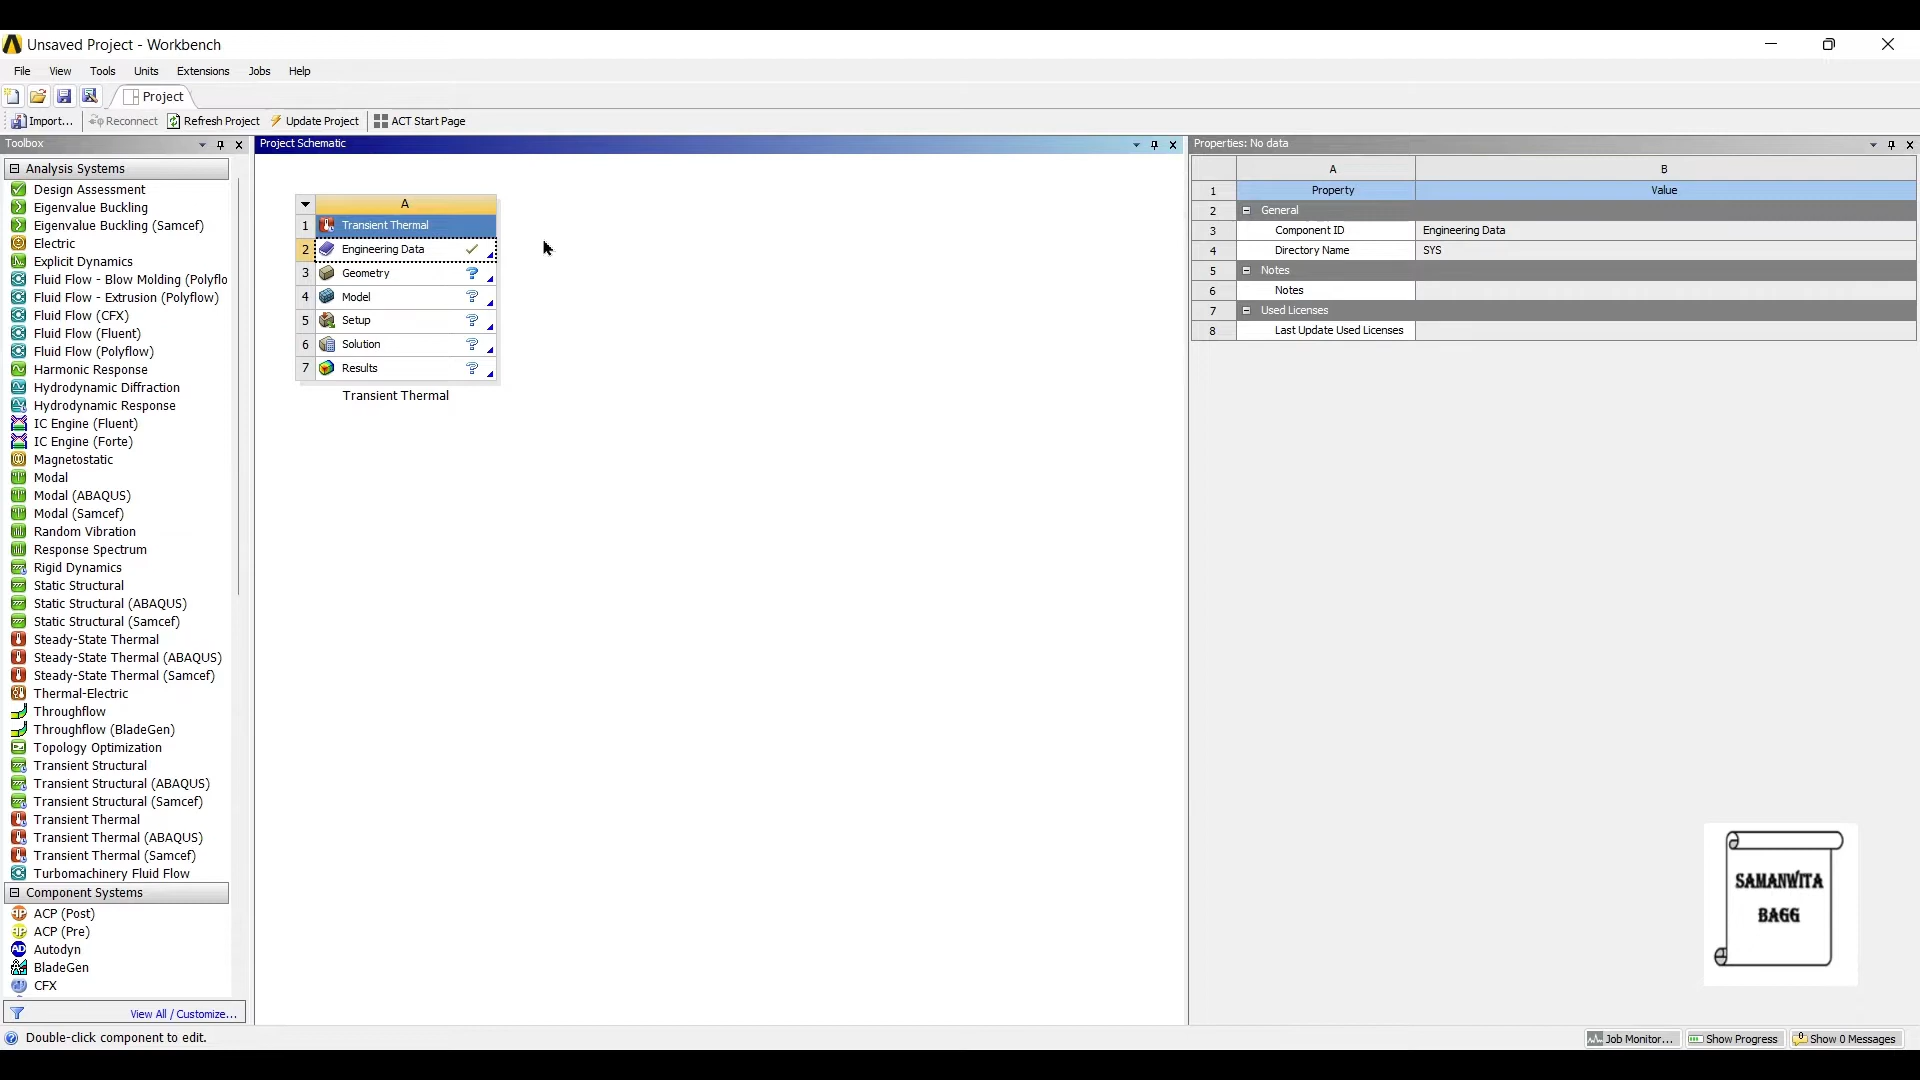 Unsaved Project - Workbench
File View Tools Units Extensions Jobs Help
Project
Import... Reconnect Refresh Project Update Project ACT Start Page
Toolbox
Analysis Systems
Design Assessment
Eigenvalue Buckling
Eigenvalue Buckling (Samcef)
Electric
Explicit Dynamics
Fluid Flow - Blow Molding (Polyflo
Fluid Flow - Extrusion (Polyflow)
Fluid Flow (CFX)
Fluid Flow (Fluent)
Fluid Flow (Polyflow)
Harmonic Response
Hydrodynamic Diffraction
Hydrodynamic Response
IC Engine (Fluent)
IC Engine (Forte)
Magnetostatic
Modal
Modal (ABAQUS)
Modal (Samcef)
Random Vibration
Response Spectrum
Rigid Dynamics
Static Structural
Static Structural (ABAQUS)
Static Structural (Samcef)
Steady-State Thermal
Steady-State Thermal (ABAQUS)
Steady-State Thermal (Samcef)
Thermal-Electric
Throughflow
Throughflow (BladeGen)
Topology Optimization
Transient Structural
Transient Structural (ABAQUS)
Transient Structural (Samcef)
Transient Thermal
Transient Thermal (ABAQUS)
Transient Thermal (Samcef)
Turbomachinery Fluid Flow
Component Systems
ACP (Post)
ACP (Pre)
Autodyn
BladeGen
CFX
View All / Customize...
Project Schematic
A
1 Transient Thermal
2 Engineering Data
3 Geometry ?
4 Model ?
5 Setup ?
6 Solution ?
7 Results ?
Transient Thermal
Properties: No data
A B
1 Property Value
2 General
3 Component ID Engineering Data
4 Directory Name SYS
5 Notes
6 Notes
7 Used Licenses
8 Last Update Used Licenses
SAMANWITA
BAGG
Double-click component to edit.
Job Monitor... Show Progress Show 0 Messages